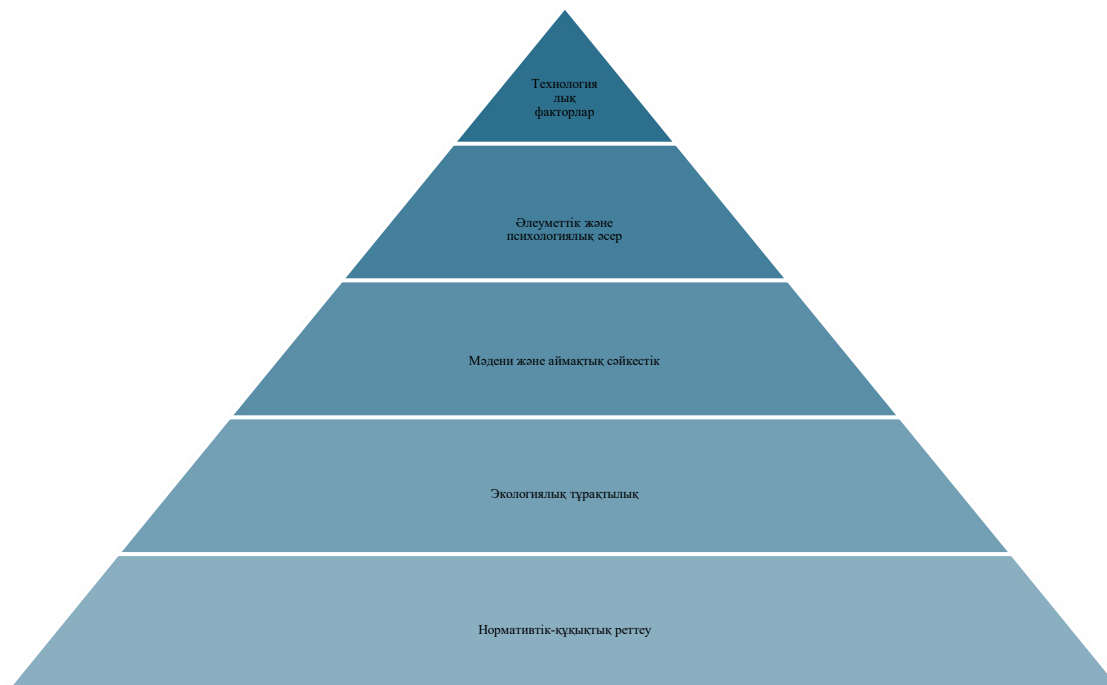 Технология
лық
факторлар
Әлеуметтік және
психологиялық әсер
Мәдени және аймақтық сәйкестік
Экологиялық тұрақтылық
Нормативтік-құқықтық реттеу